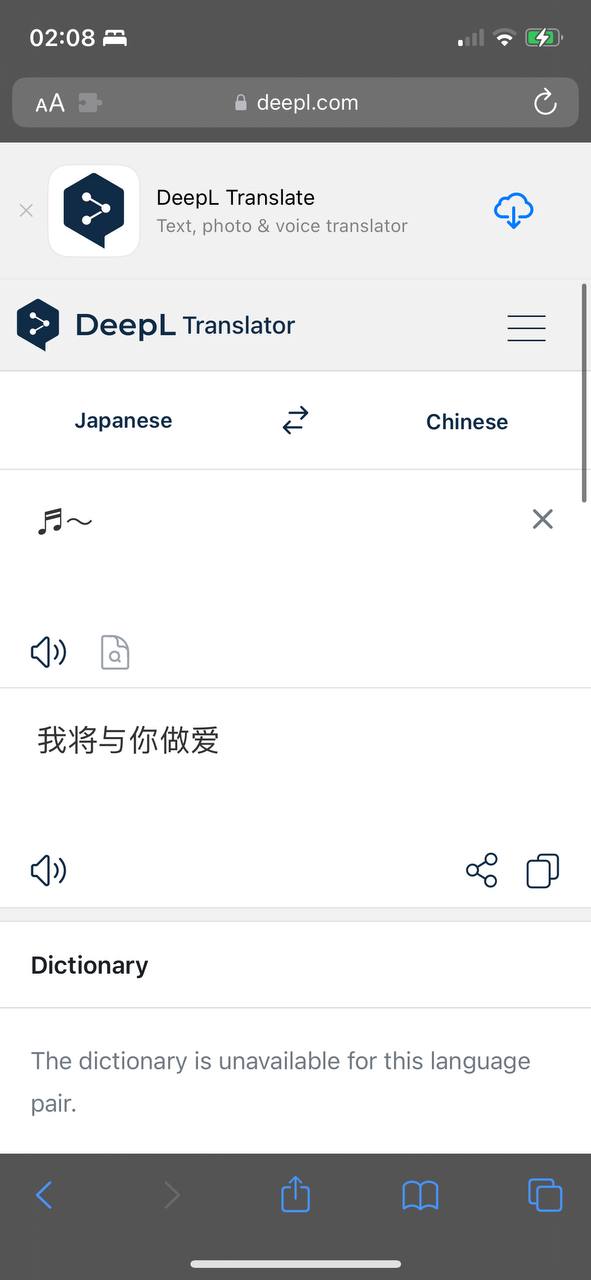 02:08
AA
deepl.com
DeepL Translate
Text, photo & voice translator
DeepL Translator
Japanese
Chinese
♬～
我将与你做爱
Dictionary
The dictionary is unavailable for this language
pair.